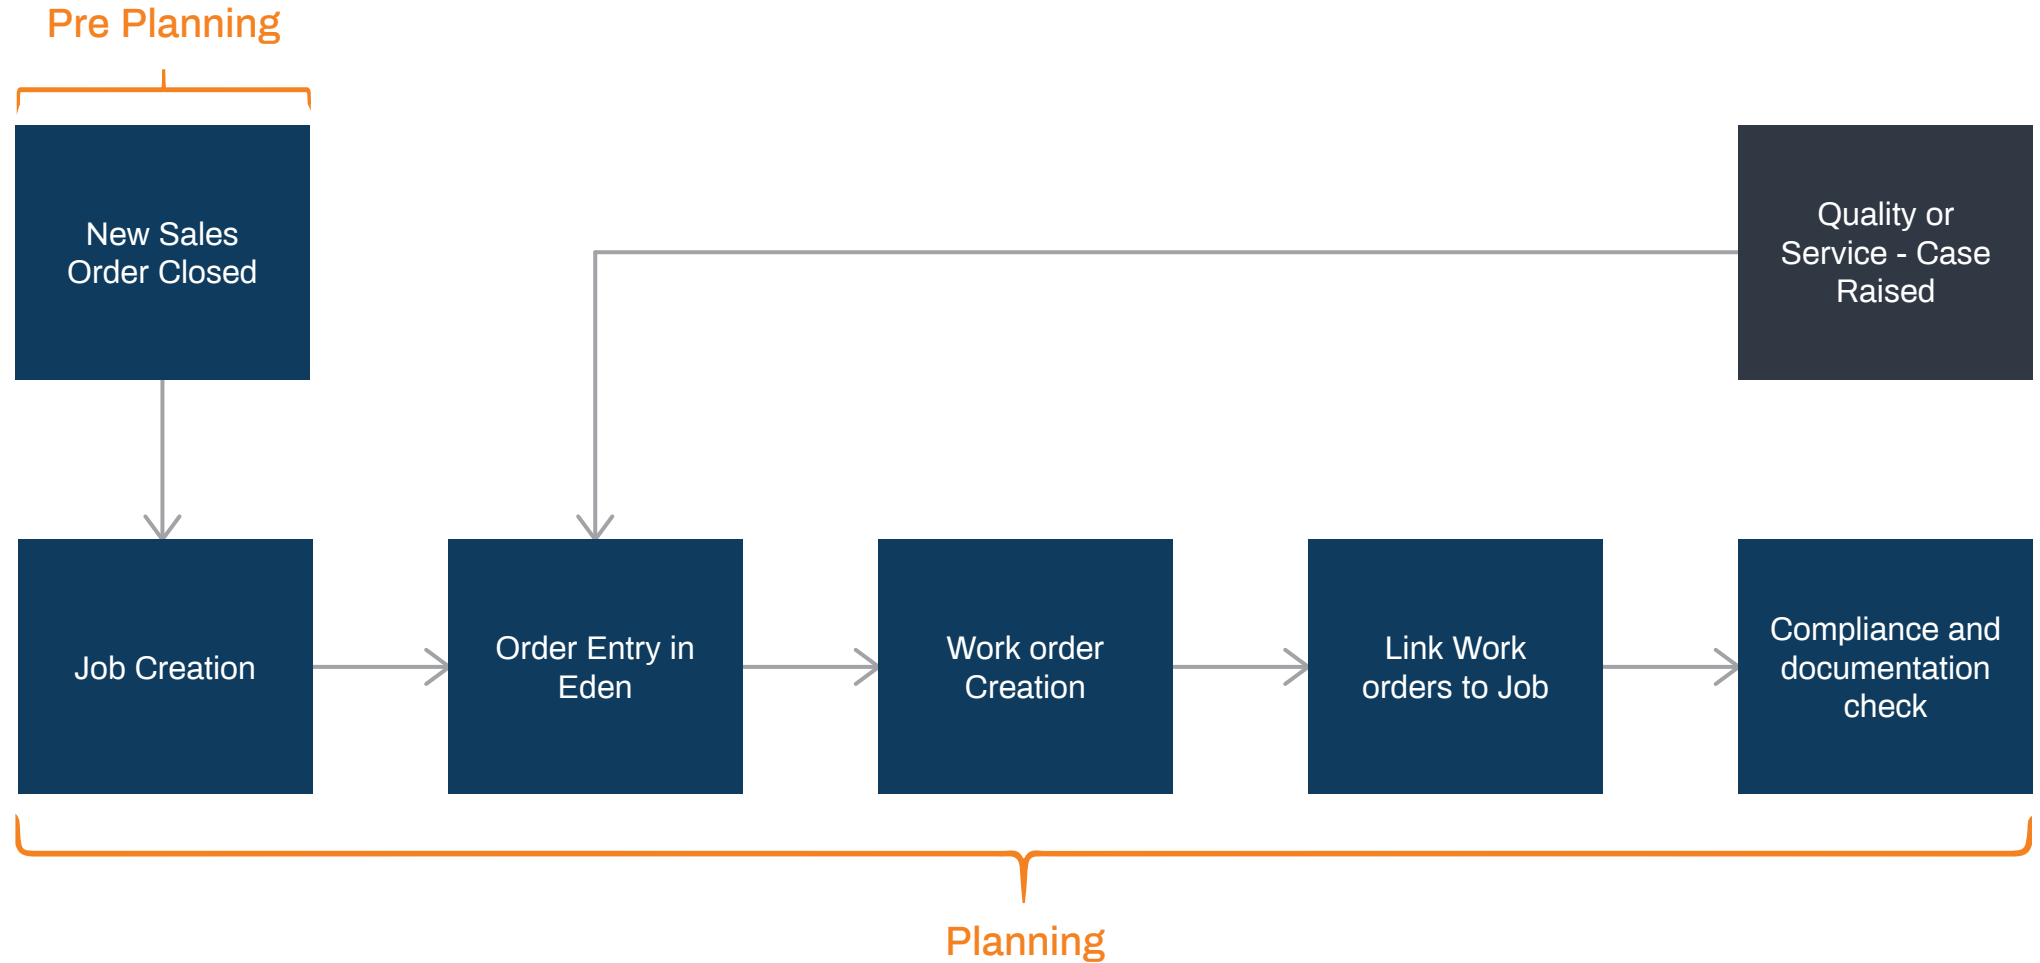 Pre Planning
New Sales
Order Closed
Quality or
Service - Case
Raised
Job Creation
Order Entry in
Eden
Work order
Creation
Link Work
orders to Job
Compliance and
documentation
check
Planning